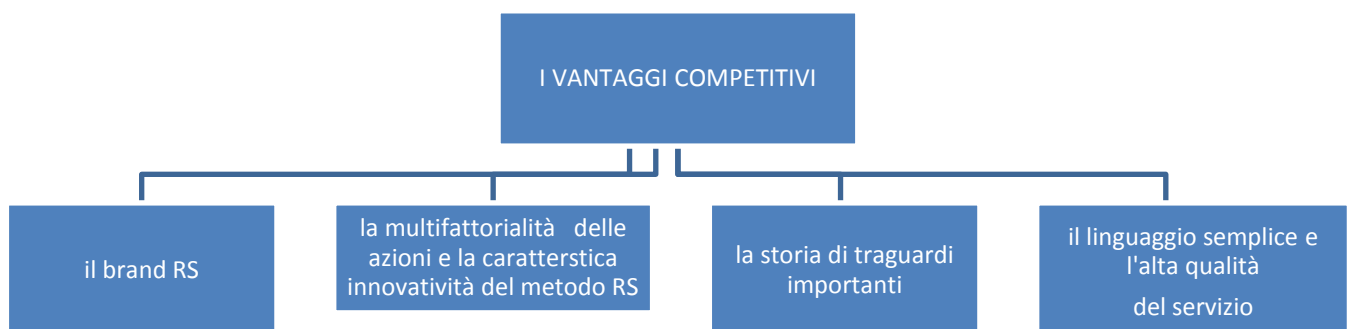 I VANTAGGI COMPETITIVI
il brand RS
la multifattorialità delle
azioni e la caratterstica
innovatività del metodo RS
la storia di traguardi
importanti
il linguaggio semplice e
l'alta qualità
del servizio